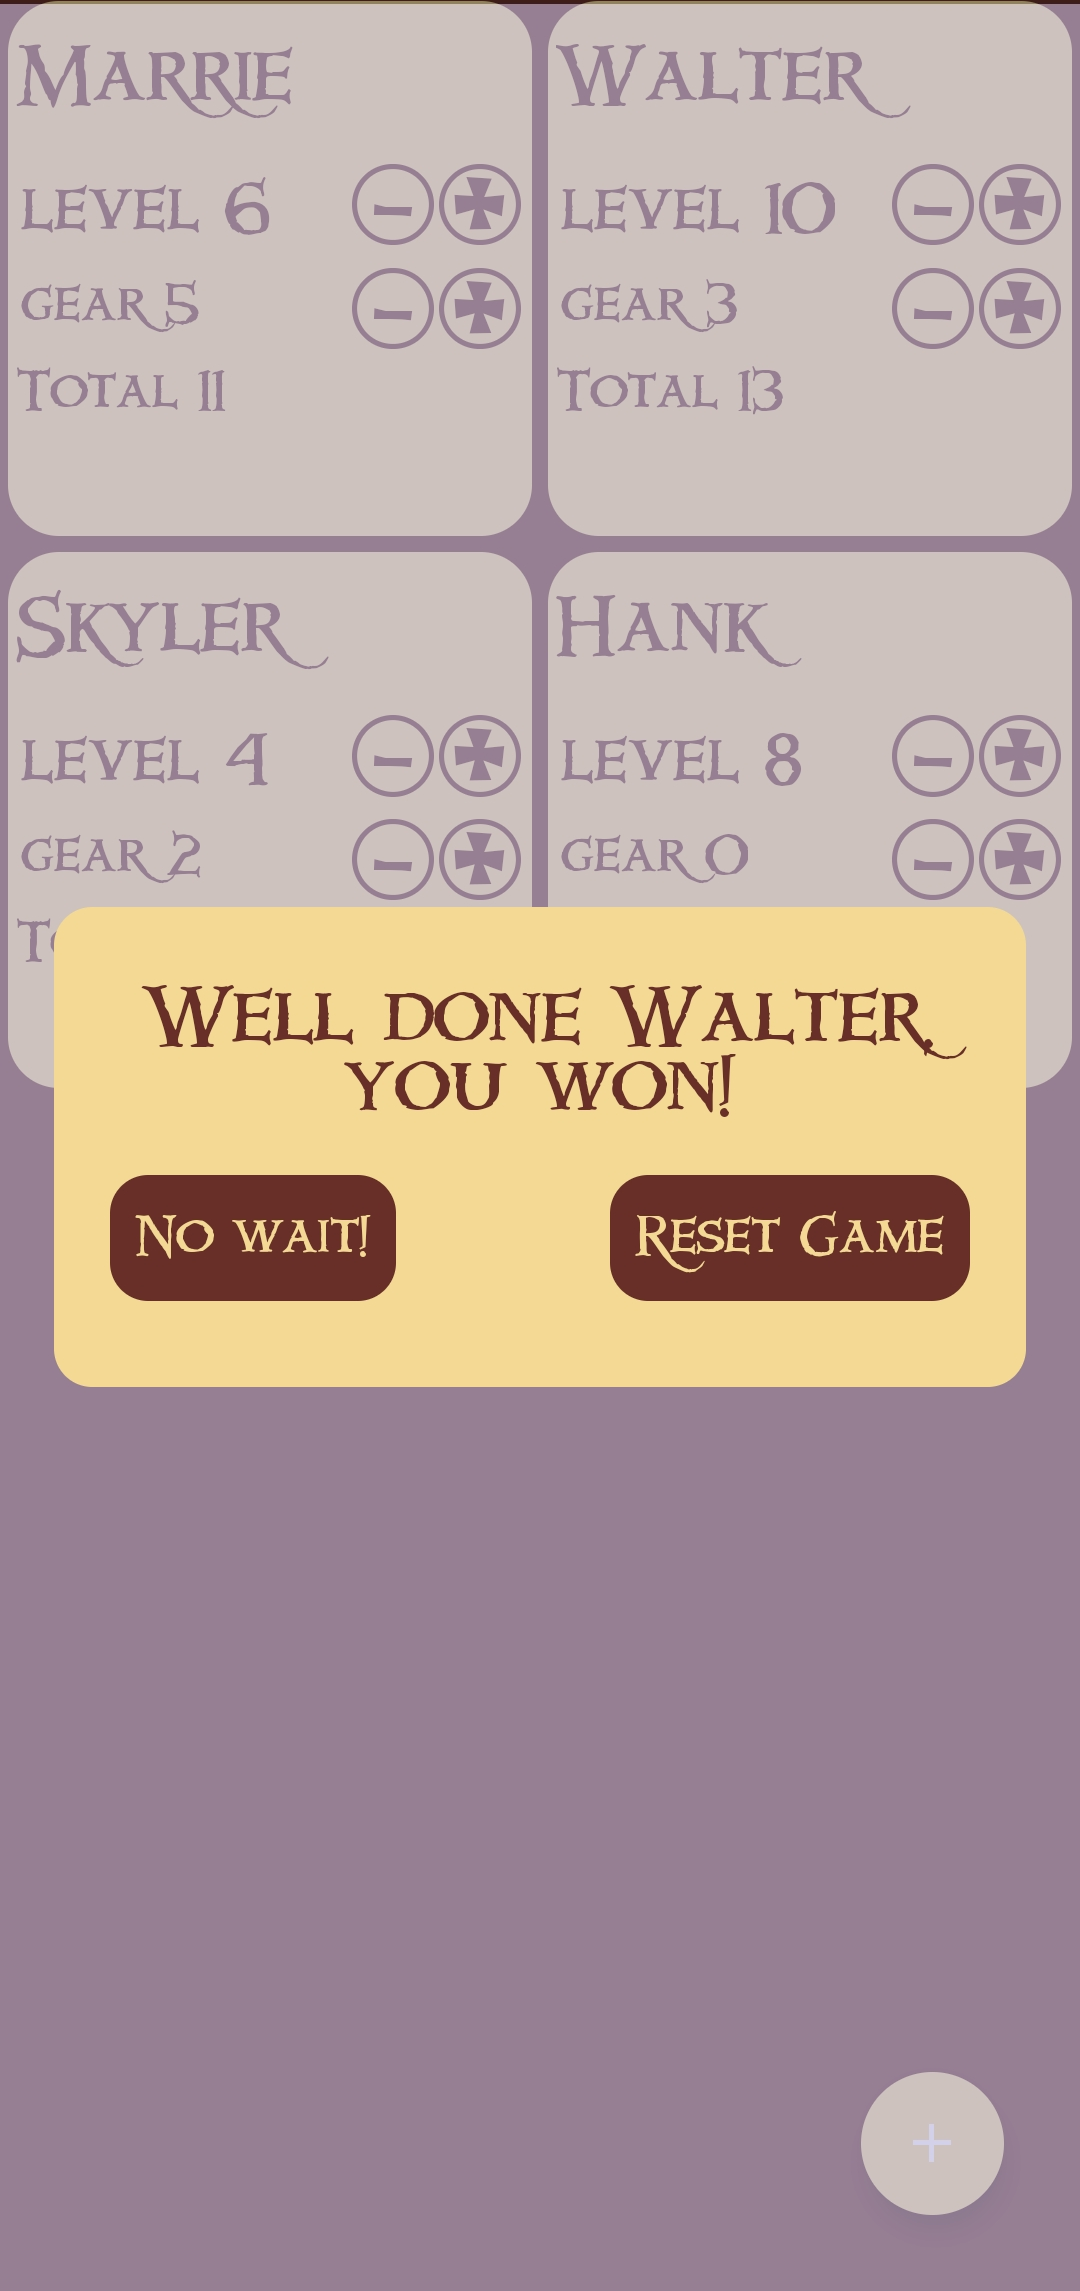 Marrie
Level 6
Gear 5
Total 11
Walter
Level 10
Gear 3
Total 13
Skyler
Level 4
Gear 2
Hank
Level 8
Gear 0
Well done Walter,
you won!
No wait!
Reset Game